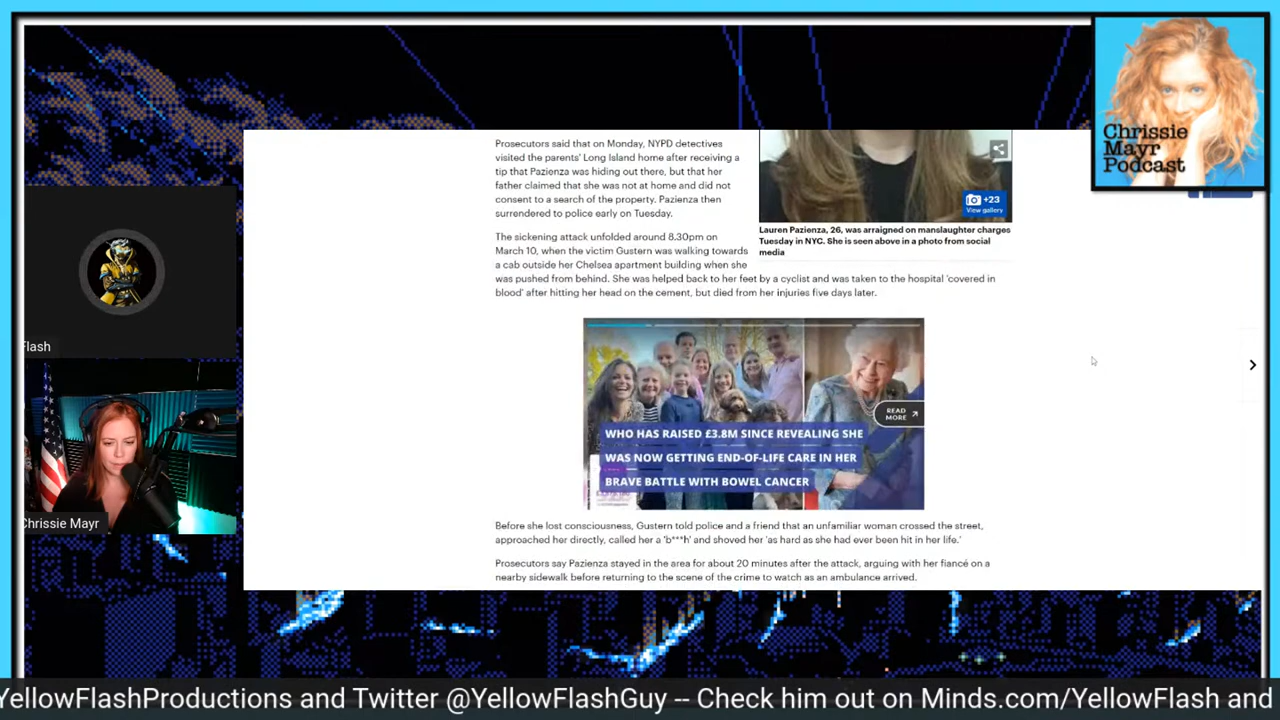 Chrissie
Mayr
Podcast
Prosecutors said that on Monday, NYPD detectives
visited the parents' Long Island home after receiving a
tip that Pazienza was hiding out there, but that her
father claimed that she was not at home and did not
consent to a search of the property. Pazienza then
surrendered to police early on Tuesday.
+23
View gallery
Lauren Pazienza, 26, was arraigned on manslaughter charges
Tuesday in NYC. She is seen above in a photo from social
media
The sickening attack unfolded around 8.30pm on
March 10, when the victim Gustern was walking towards
a cab outside her Chelsea apartment building when she
was pushed from behind. She was helped back to her feet by a cyclist and was taken to the hospital 'covered in
blood' after hitting her head on the cement, but died from her injuries five days later.
READ
MORE
WHO HAS RAISED £3.8M SINCE REVEALING SHE
WAS NOW GETTING END-OF-LIFE CARE IN HER
BRAVE BATTLE WITH BOWEL CANCER
Before she lost consciousness, Gustern told police and a friend that an unfamiliar woman crossed the street,
approached her directly, called her a 'b***h' and shoved her 'as hard as she had ever been hit in her life.'
Prosecutors say Pazienza stayed in the area for about 20 minutes after the attack, arguing with her fiancé on a
nearby sidewalk before returning to the scene of the crime to watch as an ambulance arrived.
Flash
Chrissie Mayr
YellowFlashProductions and Twitter @YellowFlashGuy -- Check him out on Minds.com/YellowFlash and